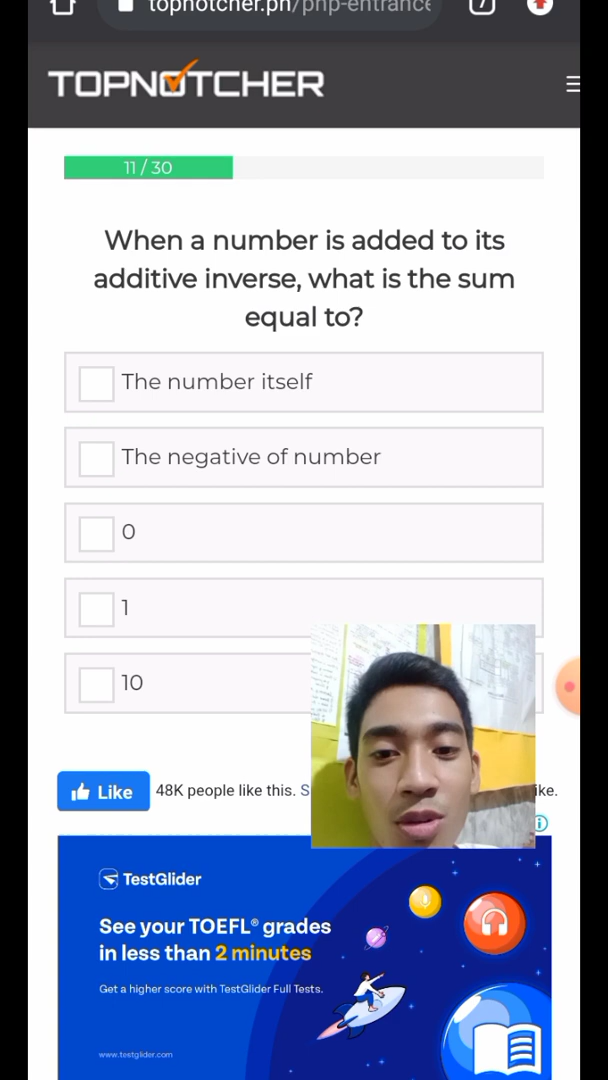 topnotcher.ph/pnp-entrance
7
TOPNOTCHER
11 / 30
When a number is added to its
additive inverse, what is the sum
equal to?
The number itself
The negative of number
0
1
10
Like
48K people like this. S
ike.
TestGlider
See your TOEFL® grades
in less than 2 minutes
Get a higher score with TestGlider Full Tests.
www.testglider.com